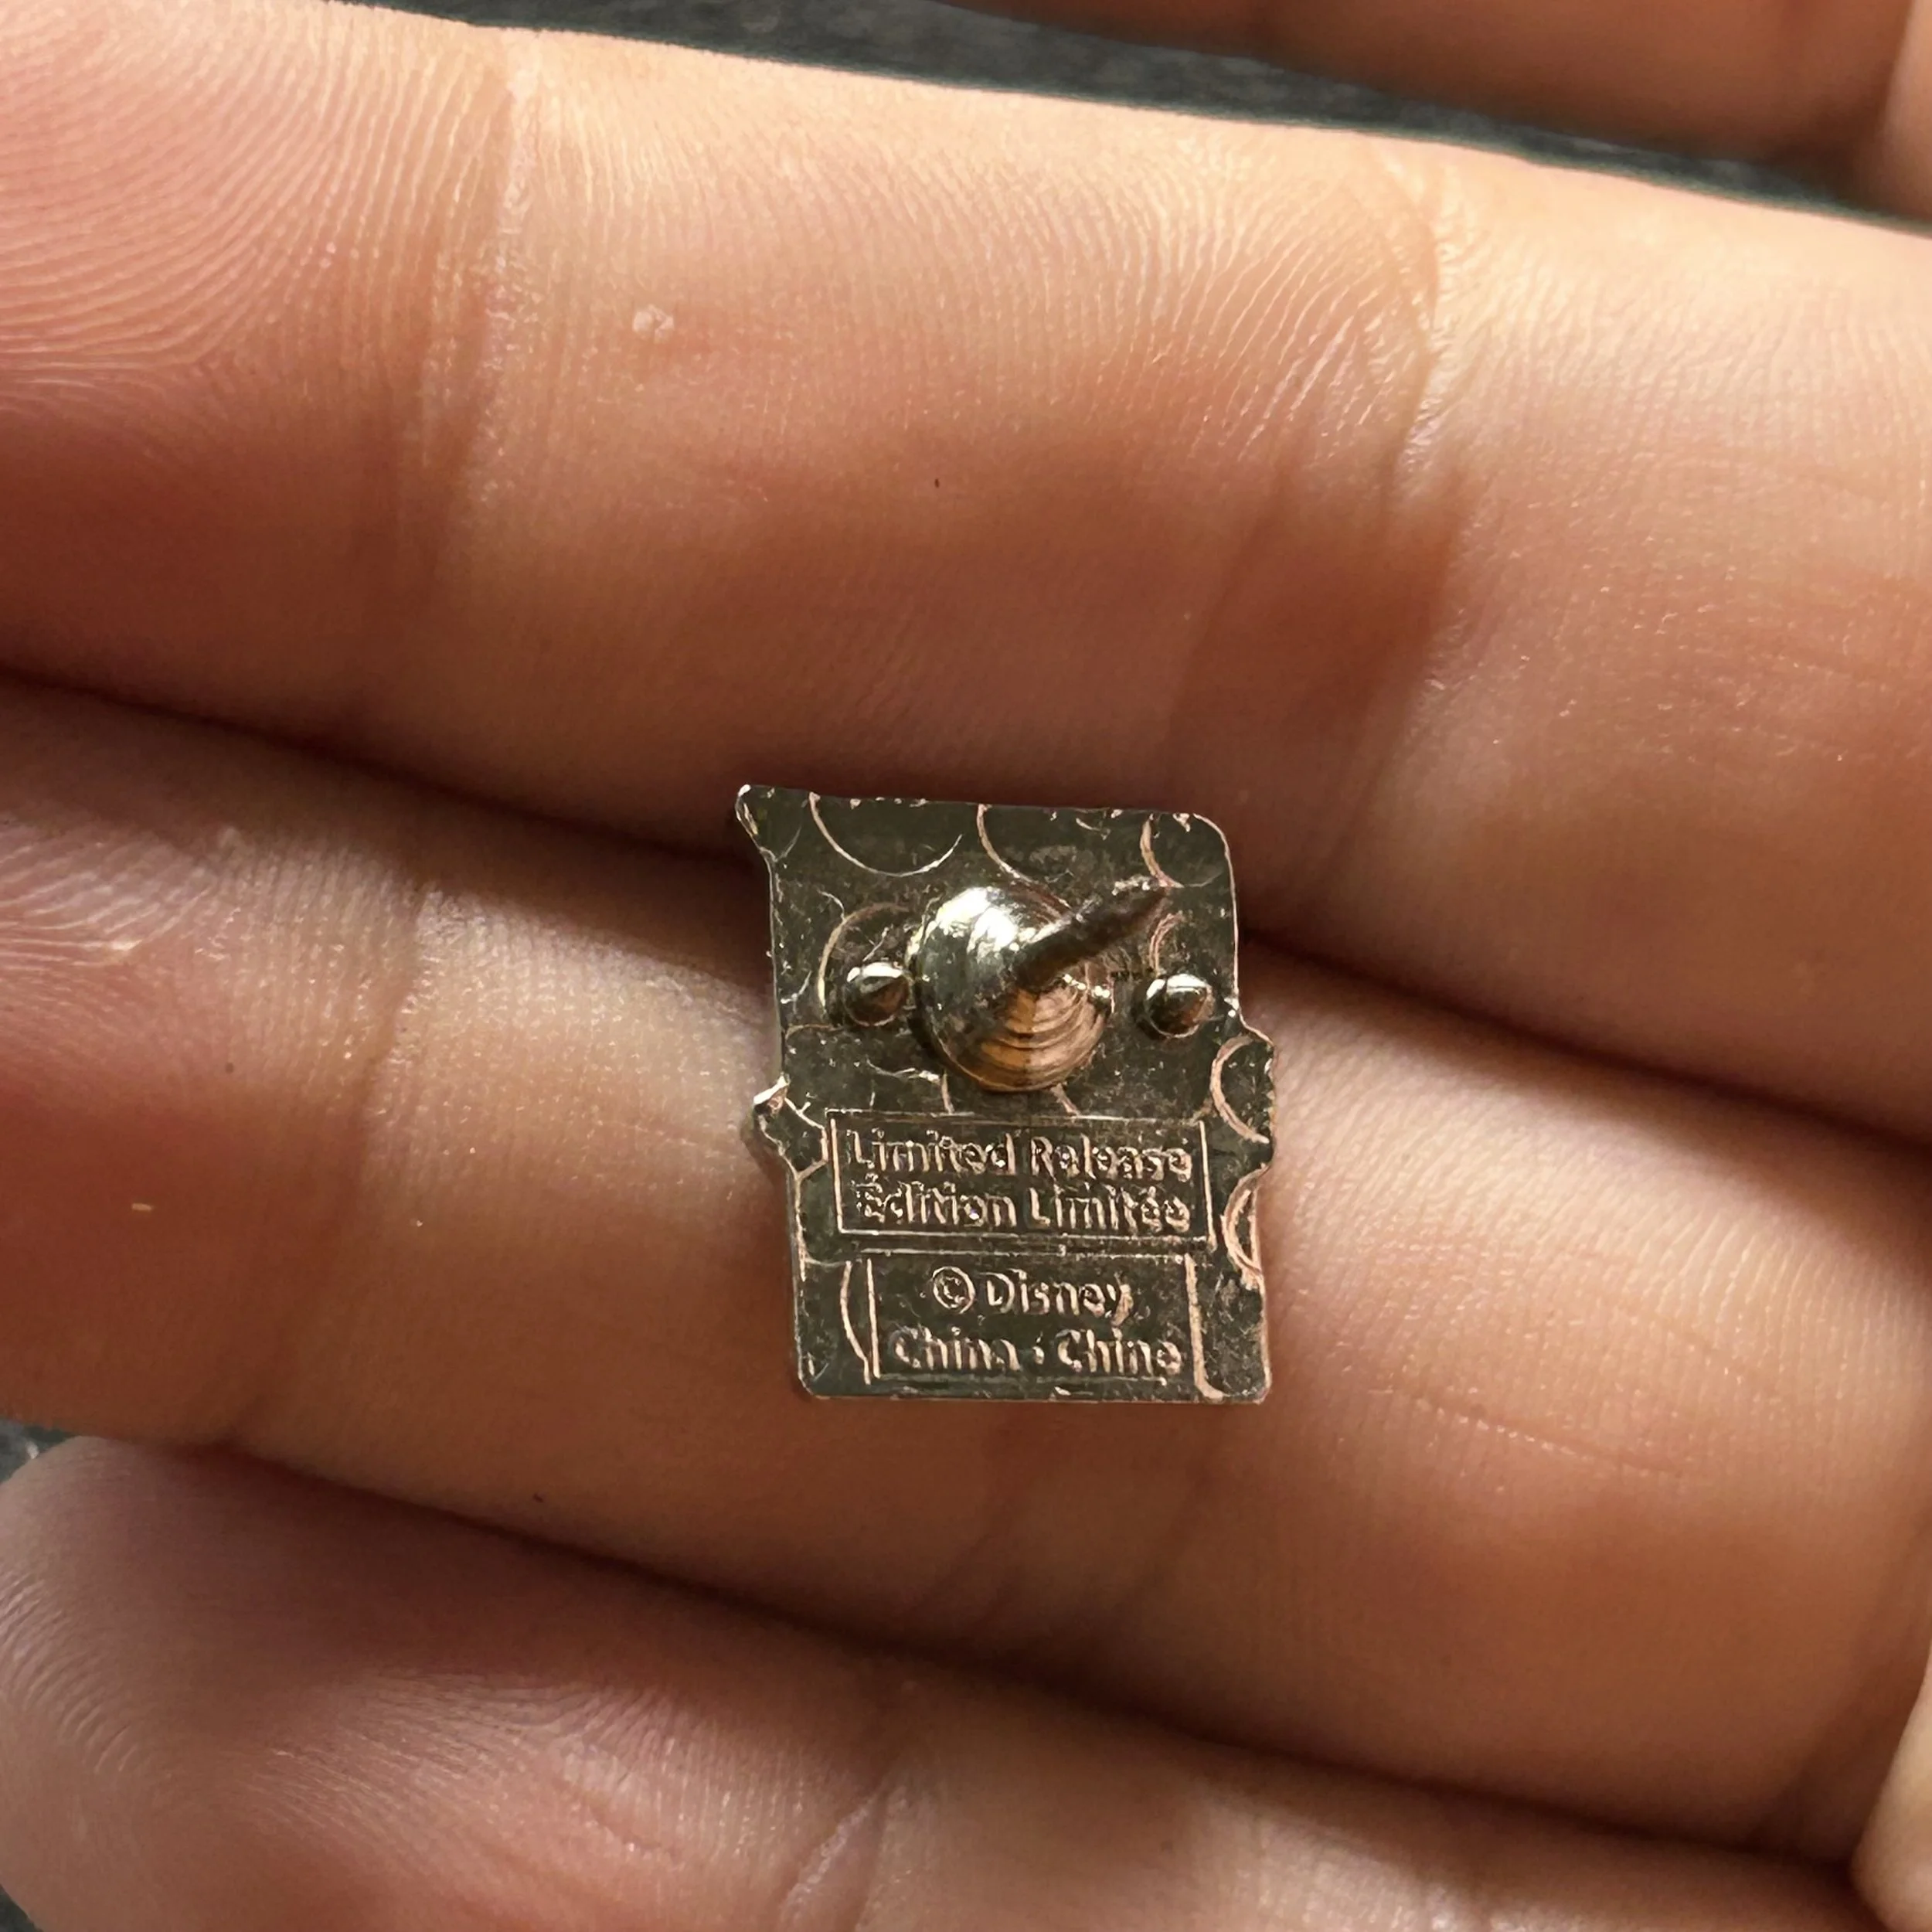 Limited Release
Édition Limitée
© Disney
China • Chine